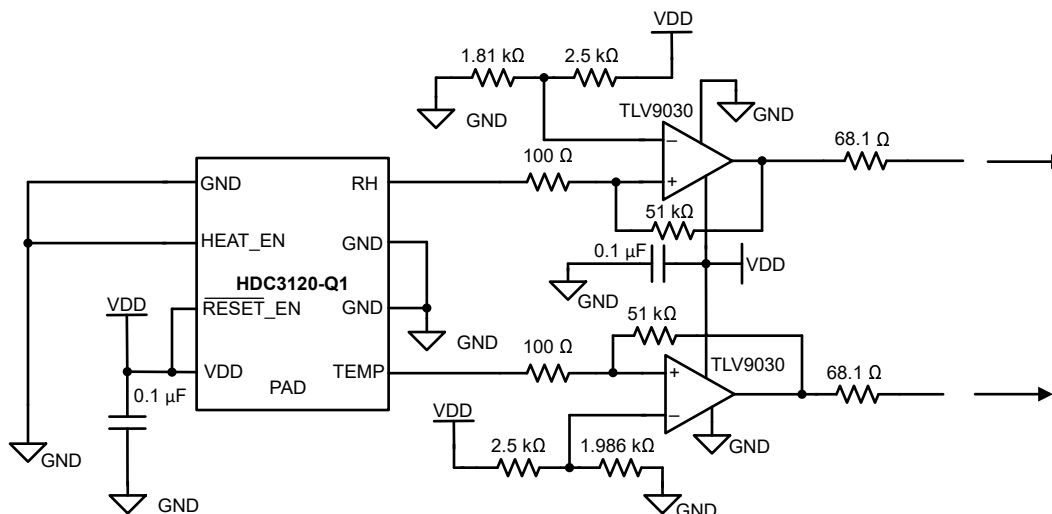 VDD
1.81 kΩ
2.5 kΩ
GND
TLV9030
GND
68.1 Ω
100 Ω
GND
RH
51 kΩ
HEAT_EN
GND
0.1 µF
VDD
HDC3120-Q1
GND
VDD
RESET_EN
GND
GND
51 kΩ
100 Ω
TLV9030
VDD
TEMP
68.1 Ω
0.1 µF
PAD
VDD
GND
2.5 kΩ
1.986 kΩ
GND
GND
GND